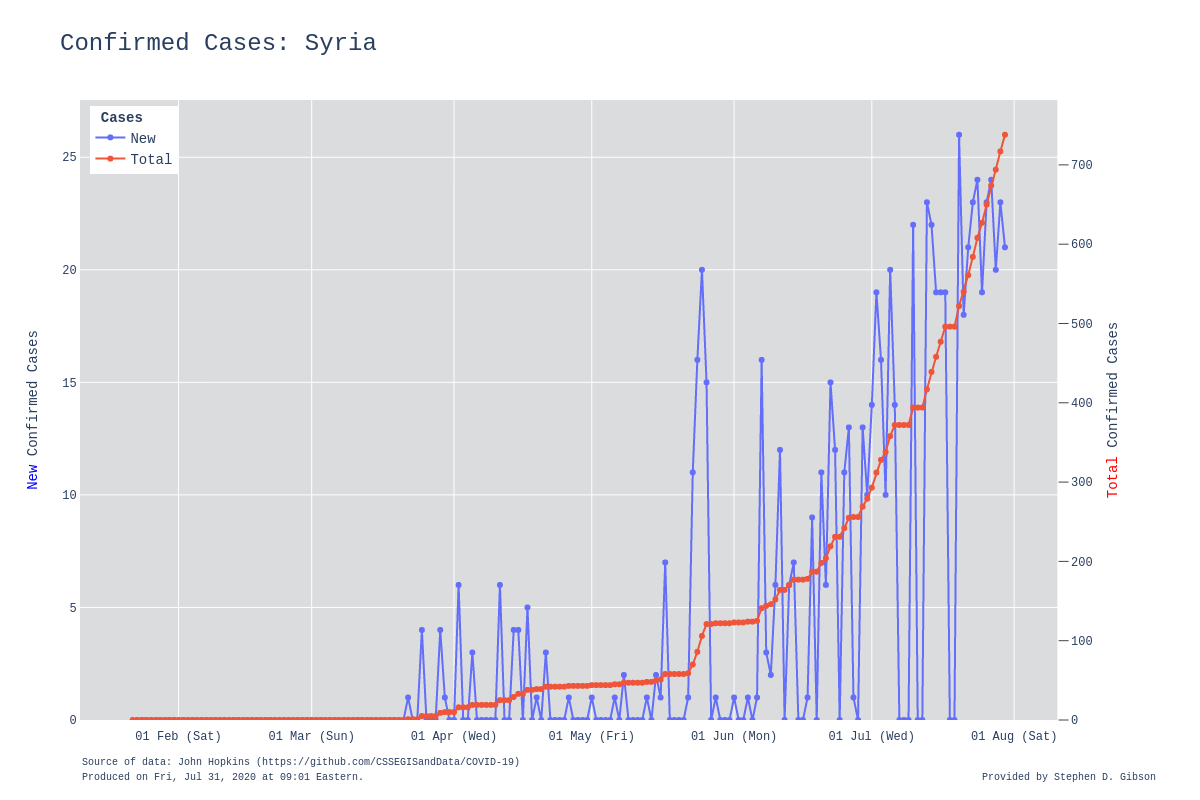 Confirmed Cases: Syria
Cases
New
Total
25
20
15
10
5
0
700
600
500
400
300
200
100
0
New Confirmed Cases
Total Confirmed Cases
01 Feb (Sat)
01 Mar (Sun)
01 Apr (Wed)
01 May (Fri)
01 Jun (Mon)
01 Jul (Wed)
01 Aug (Sat)
Source of data: John Hopkins (https://github.com/CSSEGISandData/COVID-19)
Produced on Fri, Jul 31, 2020 at 09:01 Eastern.
Provided by Stephen D. Gibson